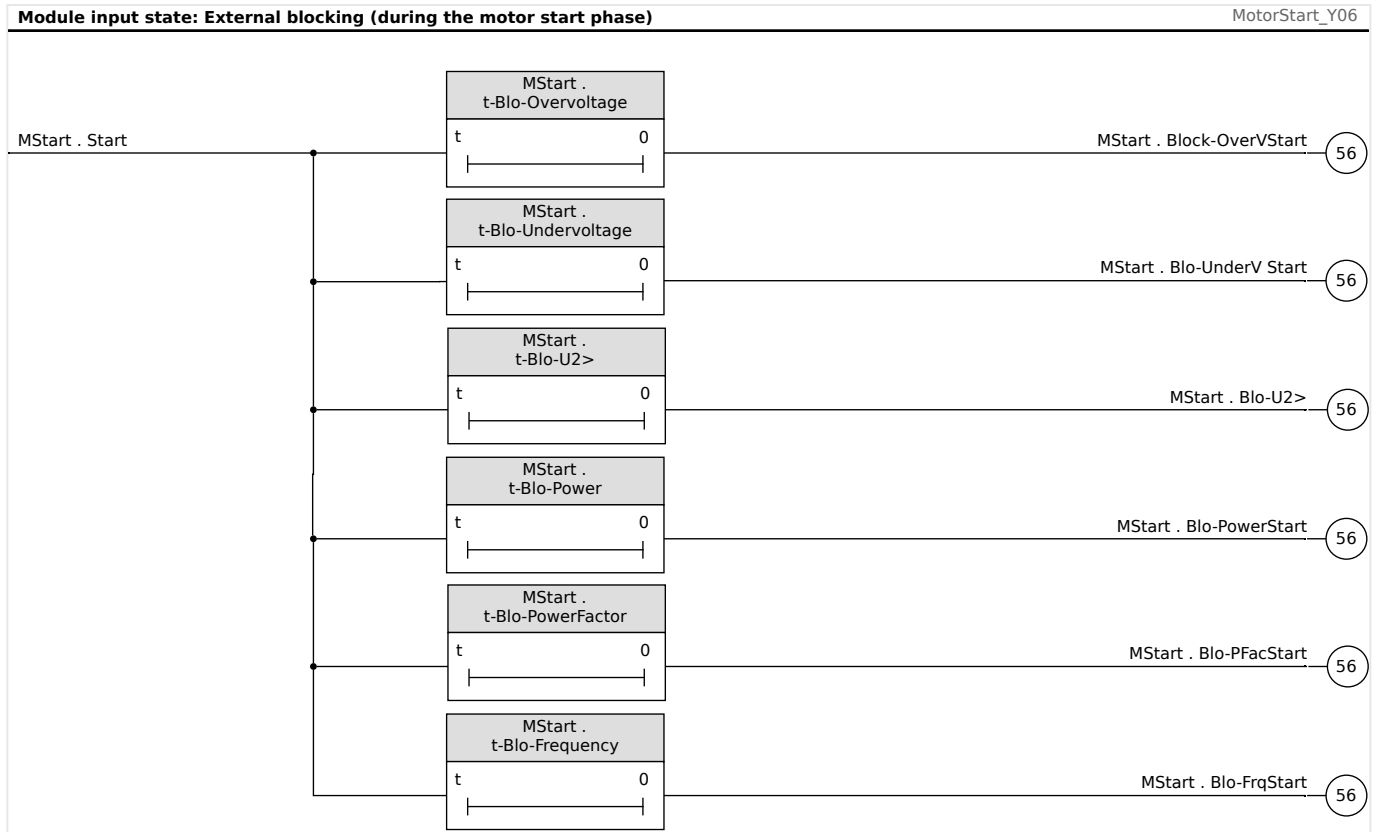 Module input state: External blocking (during the motor start phase)
MotorStart_Y06
MStart .
t-Blo-Overvoltage
t 0
MStart . Start
MStart . Block-OverVStart
56
MStart .
t-Blo-Undervoltage
t 0
MStart . Blo-UnderV Start
56
MStart .
t-Blo-U2>
t 0
MStart . Blo-U2>
56
MStart .
t-Blo-Power
t 0
MStart . Blo-PowerStart
56
MStart .
t-Blo-PowerFactor
t 0
MStart . Blo-PFacStart
56
MStart .
t-Blo-Frequency
t 0
MStart . Blo-FrqStart
56